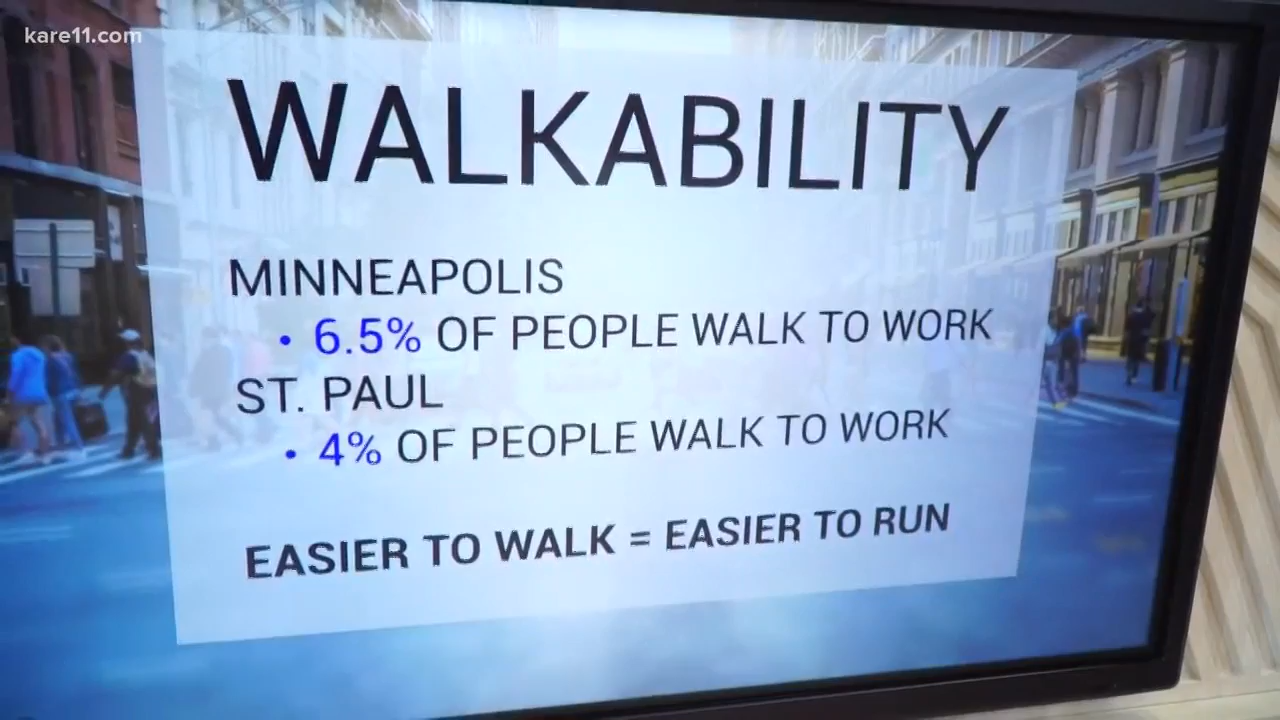 kare11.com
WALKABILITY
MINNEAPOLIS
• 6.5% OF PEOPLE WALK TO WORK
ST. PAUL
• 4% OF PEOPLE WALK TO WORK
EASIER TO WALK = EASIER TO RUN